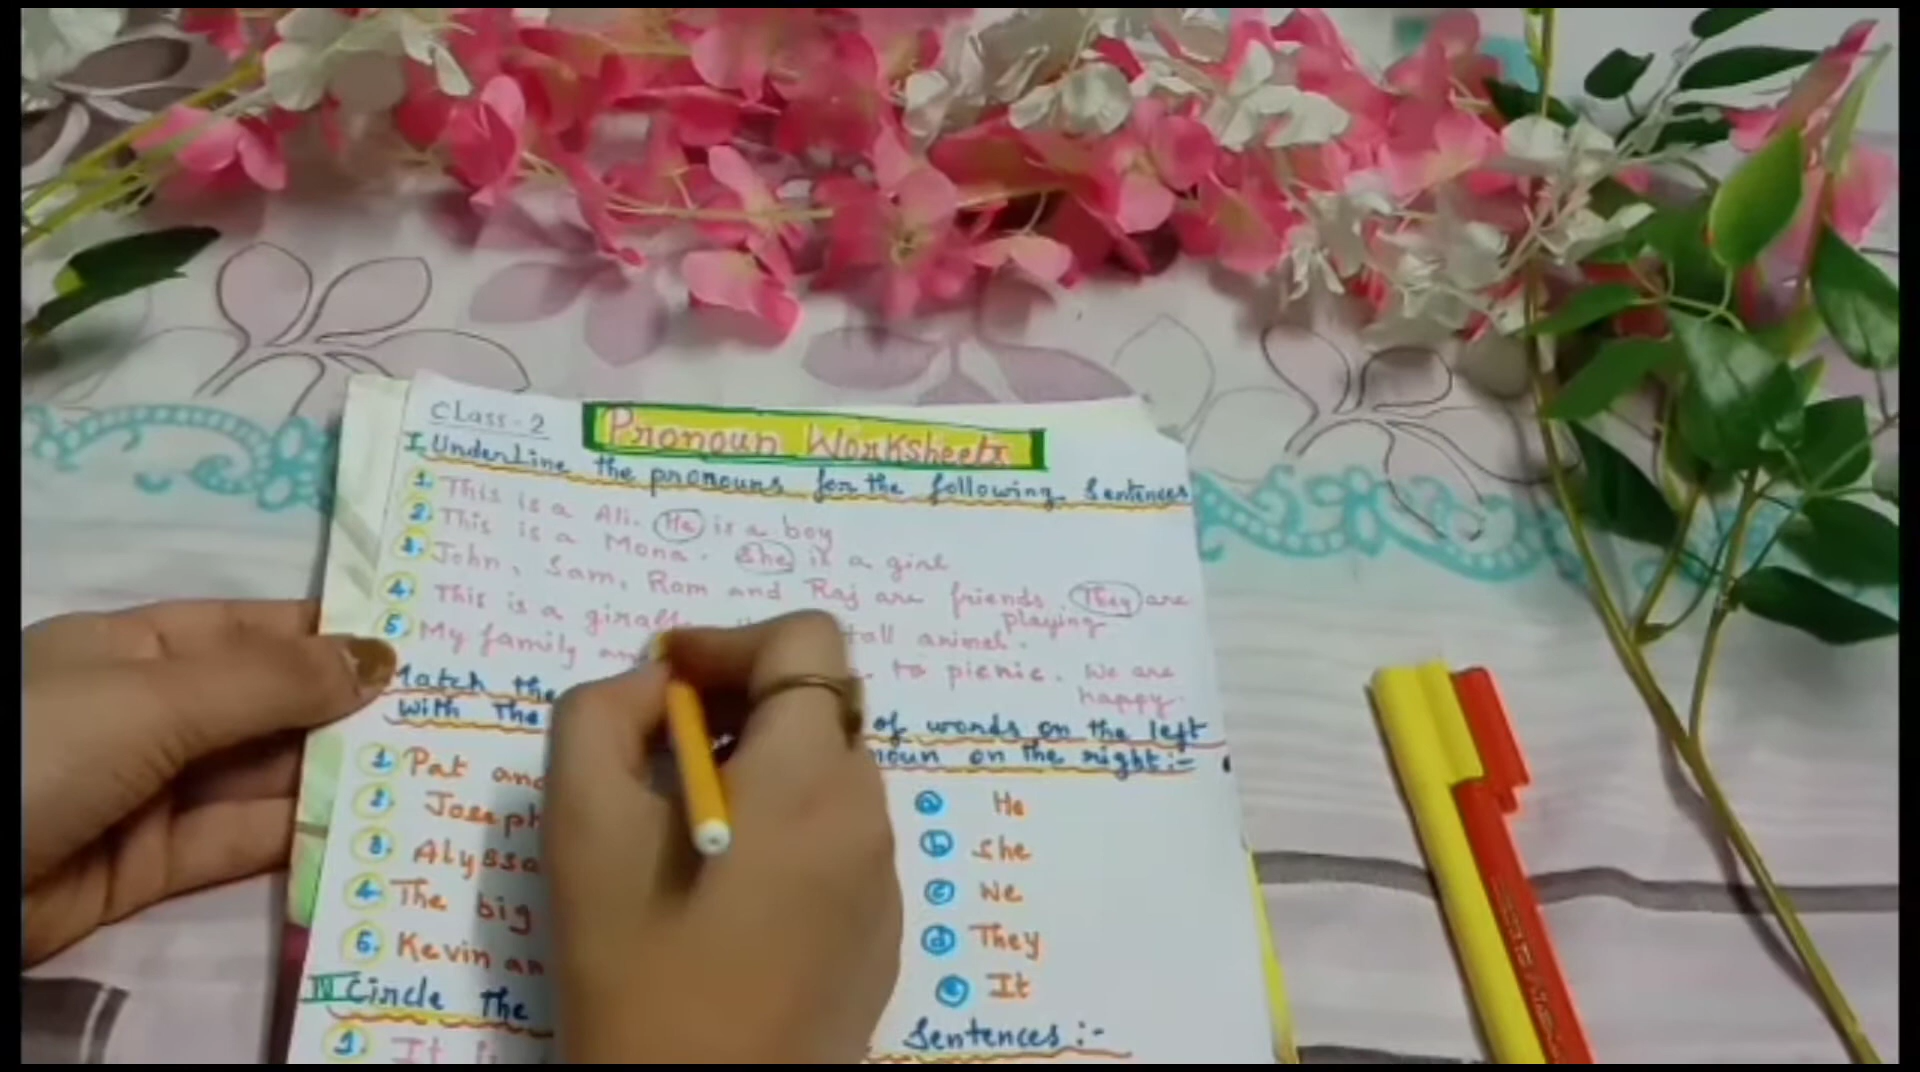 Class-2
Pronoun Worksheets
I. Underline the pronouns for the following Sentences
1. This is a Ali. He is a boy
2. This is a Mona. She is a girl
3. John, Sam, Ram and Raj are friends They are
playing
4. This is a tall animal.
5. My family to picnic. We are
happy.
Match the of words on the left
with the on the right:-
1. Pat and
2. Joseph
3. Alyssa
4. The big
5. Kevin
a He
b She
c We
d They
e It
IV Circle the Sentences:-
1. It